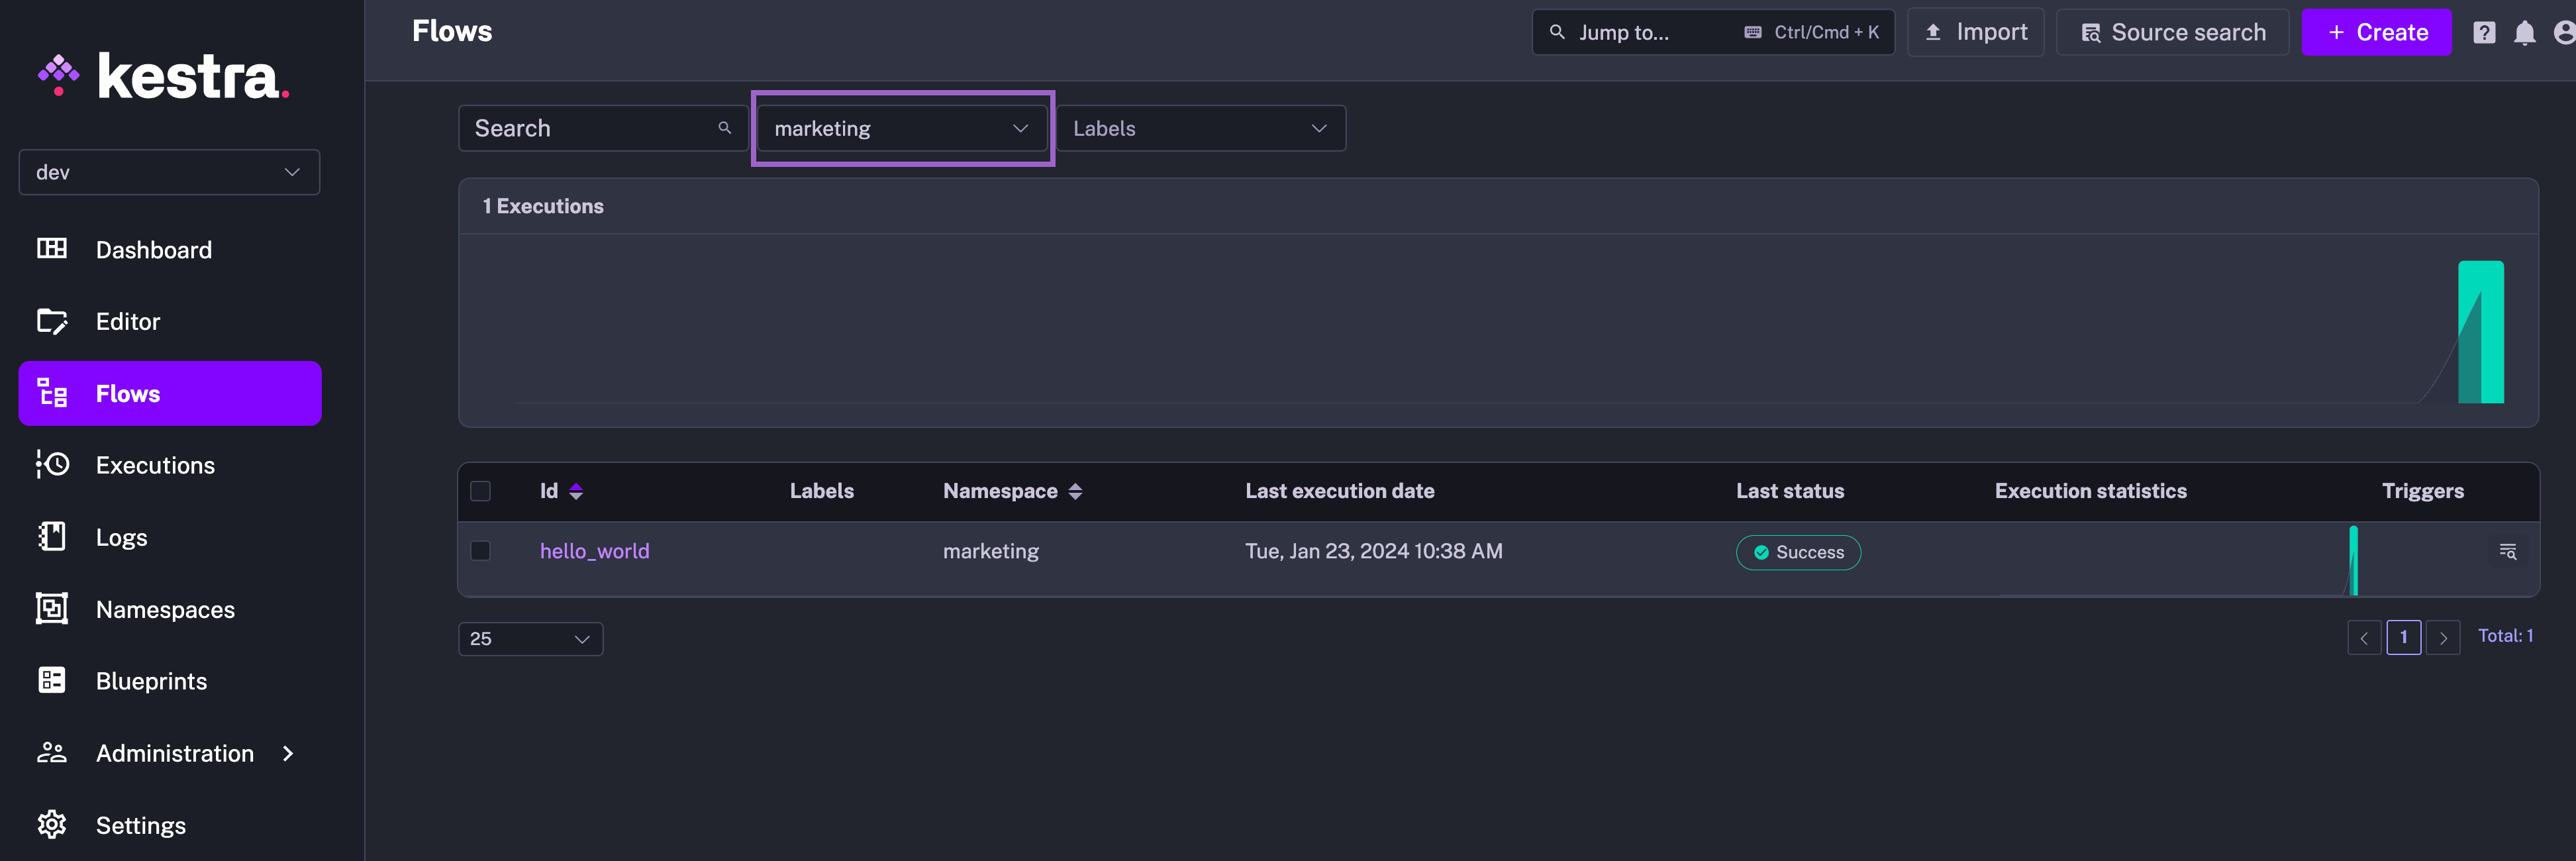 kestra.
dev
Dashboard
Editor
Flows
Executions
Logs
Namespaces
Blueprints
Administration
Settings
Flows
Jump to...
Ctrl/Cmd + K
Import
Source search
+ Create
?
Search
marketing
Labels
1 Executions
Id Labels Namespace Last execution date Last status Execution statistics Triggers
hello_world marketing Tue, Jan 23, 2024 10:38 AM Success
25
1
Total: 1